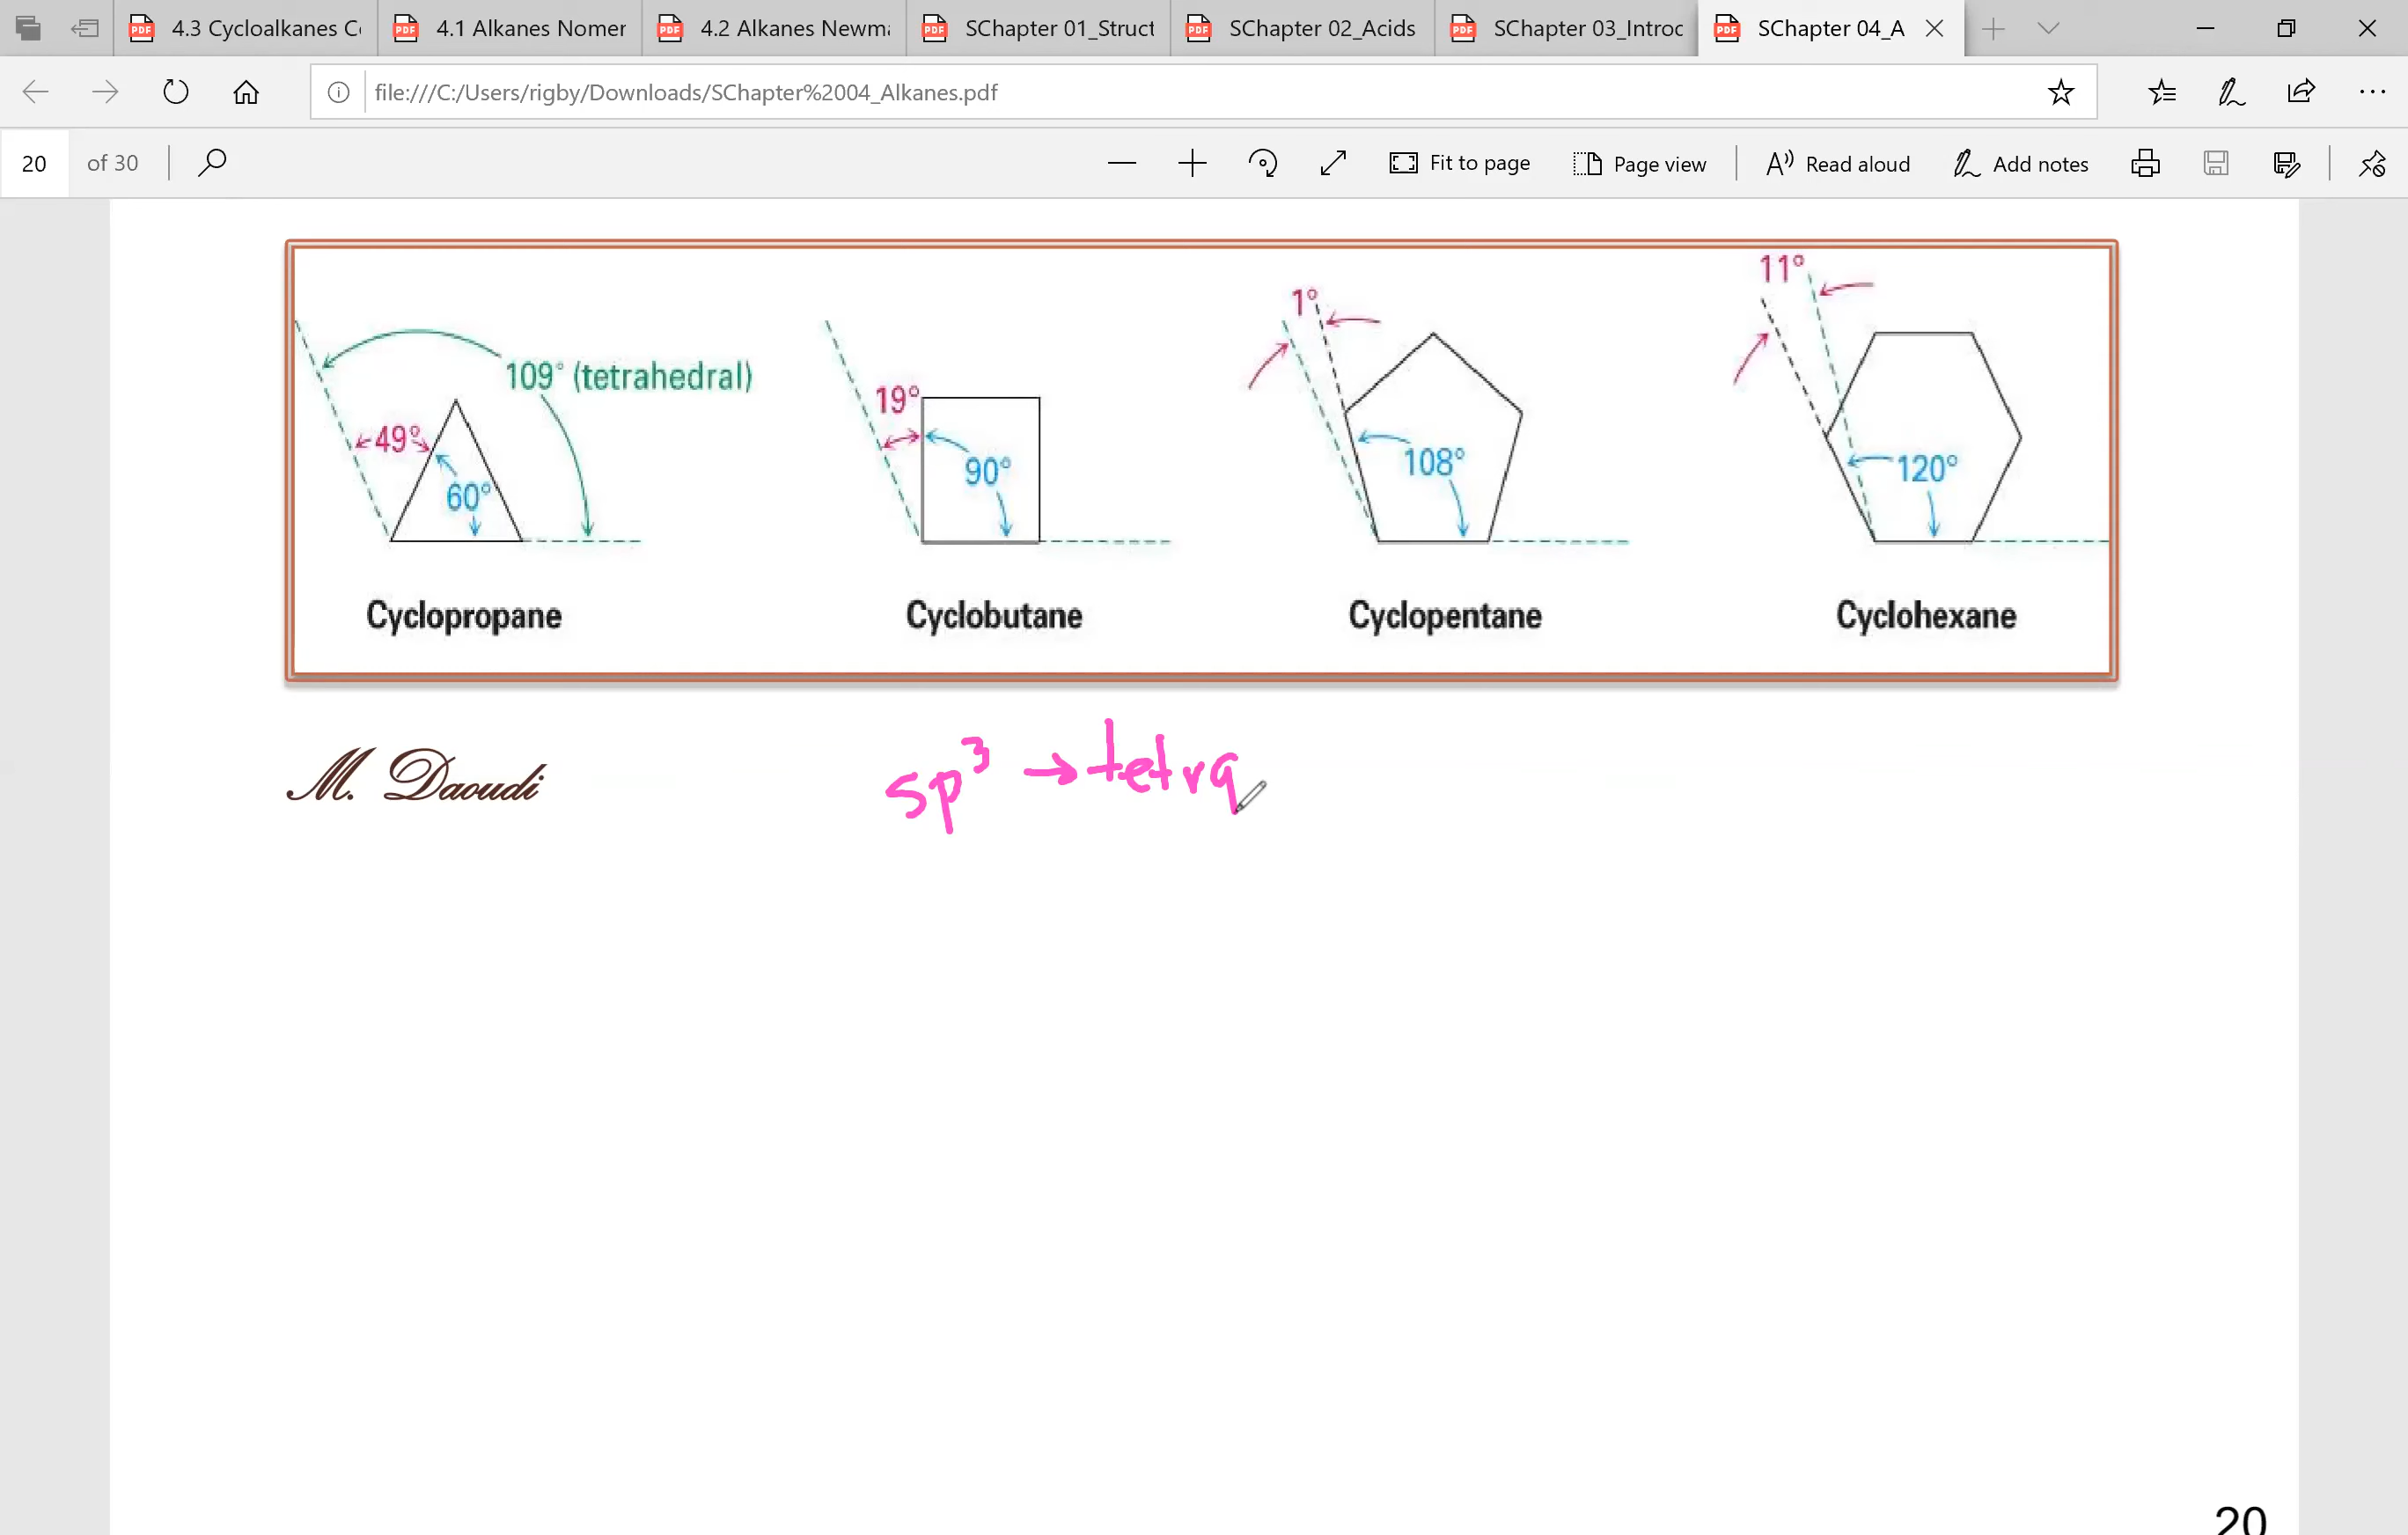 4.3 Cycloalkanes C
4.1 Alkanes Nomer
4.2 Alkanes Newm
SChapter 01_Struct
SChapter 02_Acids
SChapter 03_Introc
SChapter 04_A
file:///C:/Users/rigby/Downloads/SChapter%2004_Alkanes.pdf
20 of 30
Fit to page
Page view
Read aloud
Add notes
109° (tetrahedral)
49°
60°
19°
90°
1°
108°
11°
120°
Cyclopropane
Cyclobutane
Cyclopentane
Cyclohexane
M. Daoudi
sp³ → tetra
20